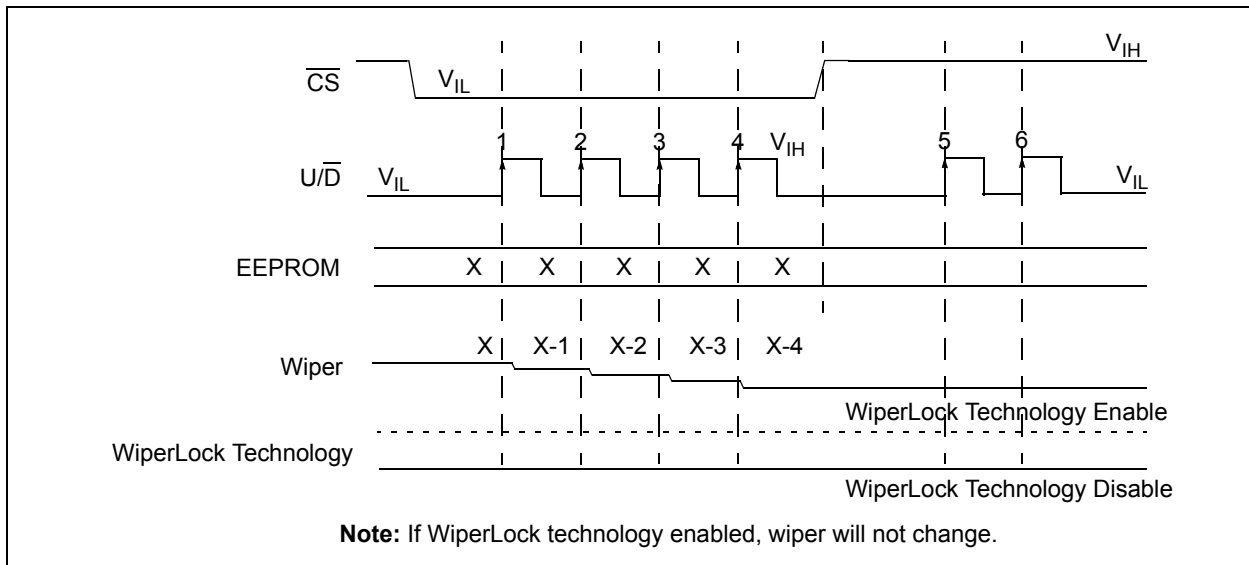 V_IH
C̅S̅ V_IL
1 2 3 4 V_IH 5 6
U/D̅ V_IL V_IL
EEPROM X X X X X
X X-1 X-2 X-3 X-4
Wiper
WiperLock Technology Enable
WiperLock Technology
WiperLock Technology Disable
Note: If WiperLock technology enabled, wiper will not change.